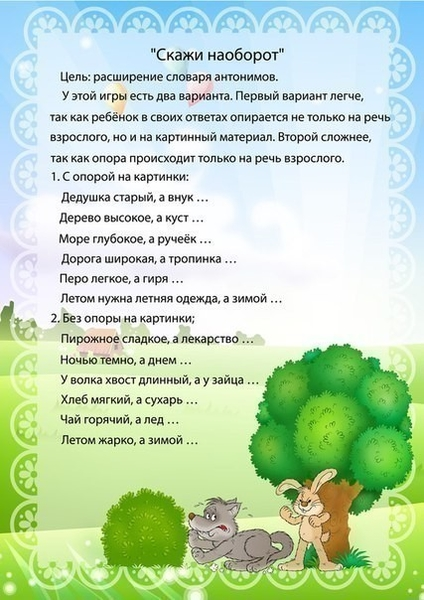 "Скажи наоборот"
Цель: расширение словаря антонимов.
У этой игры есть два варианта. Первый вариант легче,
так как ребёнок в своих ответах опирается не только на речь
взрослого, но и на картинный материал. Второй сложнее,
так как опора происходит только на речь взрослого.
1. С опорой на картинки:
Дедушка старый, а внук …
Дерево высокое, а куст …
Море глубокое, а ручеёк …
Дорога широкая, а тропинка …
Перо легкое, а гиря …
Летом нужна летняя одежда, а зимой …
2. Без опоры на картинки;
Пирожное сладкое, а лекарство …
Ночью темно, а днем …
У волка хвост длинный, а у зайца …
Хлеб мягкий, а сухарь …
Чай горячий, а лед …
Летом жарко, а зимой …